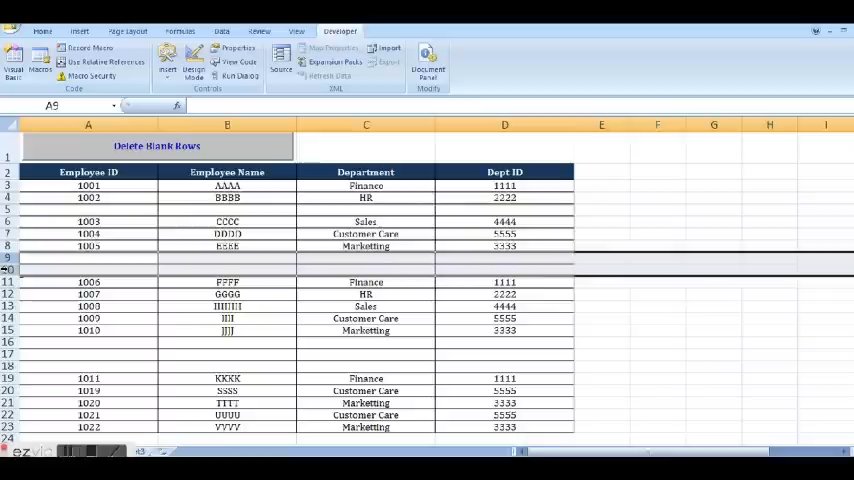 Home Insert Page Layout Formulas Data Review View Developer
Visual Basic
Macros
Record Macro
Use Relative References
Macro Security
Code
Insert
Design Mode
Properties
View Code
Run Dialog
Controls
Source
Map Properties
Expansion Packs
Refresh Data
Import
Export
XML
Document Panel
Modify
A9 fx
A B C D E F G H I
1 Delete Blank Rows
2 Employee ID Employee Name Department Dept ID
3 1001 AAAA Finance 1111
4 1002 BBBB HR 2222
5
6 1003 CCCC Sales 4444
7 1004 DDDD Customer Care 5555
8 1005 EEEE Marketting 3333
9
11 1006 FFFF Finance 1111
12 1007 GGGG HR 2222
13 1008 Sales 4444
14 1009 Customer Care 5555
15 1010 JJJJ Marketting 3333
16
17
18
19 1011 KKKK Finance 1111
20 1019 SSSS Customer Care 5555
21 1020 TTTT Marketting 3333
22 1021 UUUU Customer Care 5555
23 1022 VVVV Marketting 3333
24